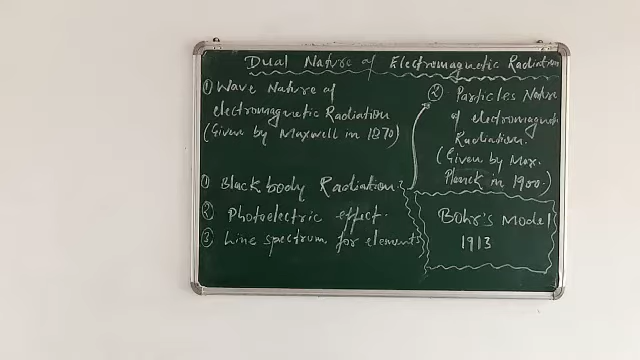 Dual Nature of Electromagnetic Radiation
① Wave Nature of
electromagnetic Radiation
(Given by Maxwell in 1870)
① Blackbody Radiation.
② Photoelectric effect.
③ Line spectrum for elements
② Particles Nature
of electromagnetic
Radiation.
(Given by Max.
Planck in 1900.)
Bohr's Model
1913